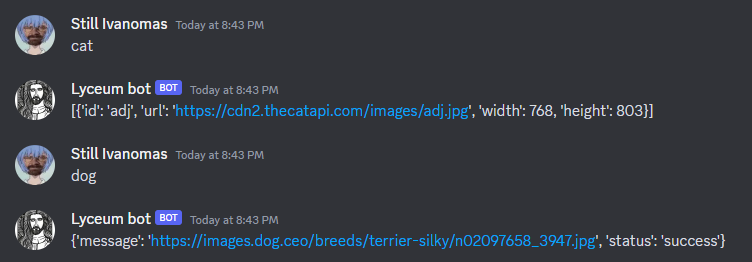 Still Ivanomas Today at 8:43 PM
cat
Lyceum bot BOT Today at 8:43 PM
[{'id': 'adj', 'url': 'https://cdn2.thecatapi.com/images/adj.jpg', 'width': 768, 'height': 803}]
Still Ivanomas Today at 8:43 PM
dog
Lyceum bot BOT Today at 8:43 PM
{'message': 'https://images.dog.ceo/breeds/terrier-silky/n02097658_3947.jpg', 'status': 'success'}